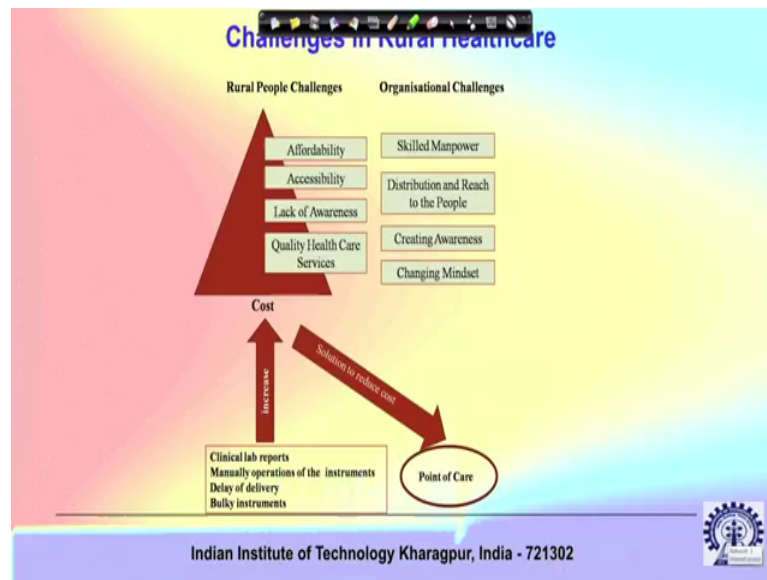 Challenges in Rural Healthcare
Rural People Challenges
Organisational Challenges
Affordability
Accessibility
Lack of Awareness
Quality Health Care
Services
Skilled Manpower
Distribution and Reach
to the People
Creating Awareness
Changing Mindset
Cost
increase
Solution to reduce cost
Clinical lab reports
Manually operations of the instruments
Delay of delivery
Bulky instruments
Point of Care
Indian Institute of Technology Kharagpur, India - 721302